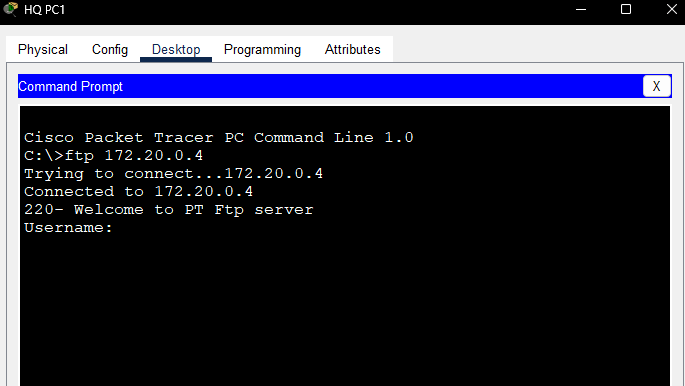 HQ PC1
Physical Config Desktop Programming Attributes
Command Prompt X
Cisco Packet Tracer PC Command Line 1.0
C:\>ftp 172.20.0.4
Trying to connect...172.20.0.4
Connected to 172.20.0.4
220- Welcome to PT Ftp server
Username: